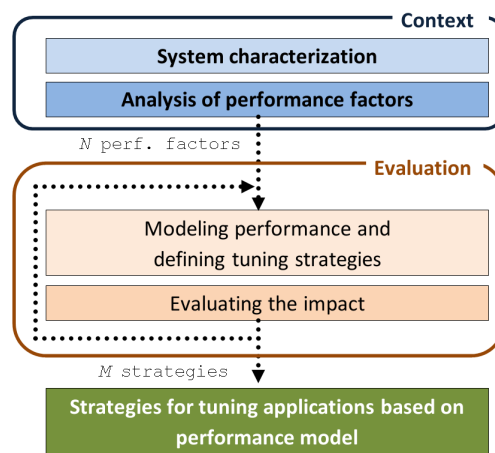 Context
System characterization
Analysis of performance factors
N perf. factors
Evaluation
Modeling performance and
defining tuning strategies
Evaluating the impact
M strategies
Strategies for tuning applications based on
performance model